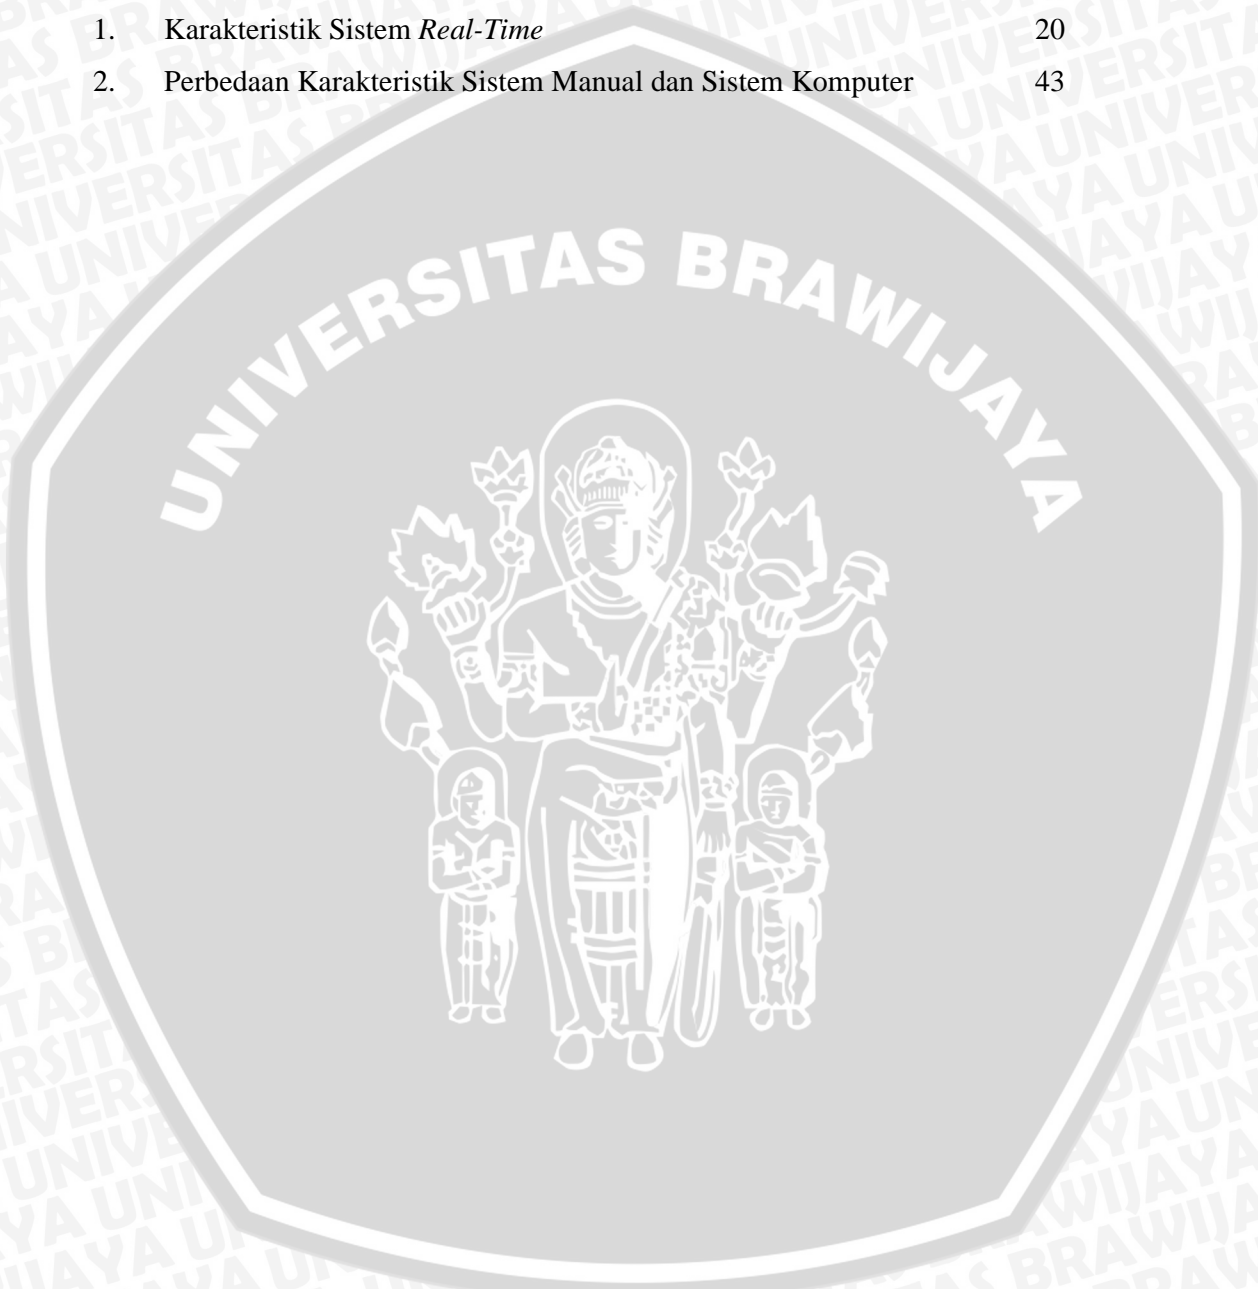 1. Karakteristik Sistem Real-Time 20
2. Perbedaan Karakteristik Sistem Manual dan Sistem Komputer 43
UNIVERSITAS BRAWIJAYA